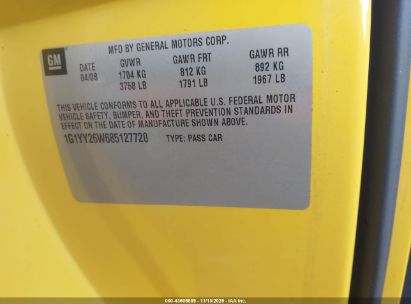 MFD BY GENERAL MOTORS CORP.
GM
DATE GVWR GAWR FRT GAWR RR
04/08 1704 KG 812 KG 892 KG
3758 LB 1791 LB 1967 LB
THIS VEHICLE CONFORMS TO ALL APPLICABLE U.S. FEDERAL MOTOR
VEHICLE SAFETY, BUMPER, AND THEFT PREVENTION STANDARDS IN
EFFECT ON THE DATE OF MANUFACTURE SHOWN ABOVE.
1G1YY26W685127720 TYPE: PASS CAR